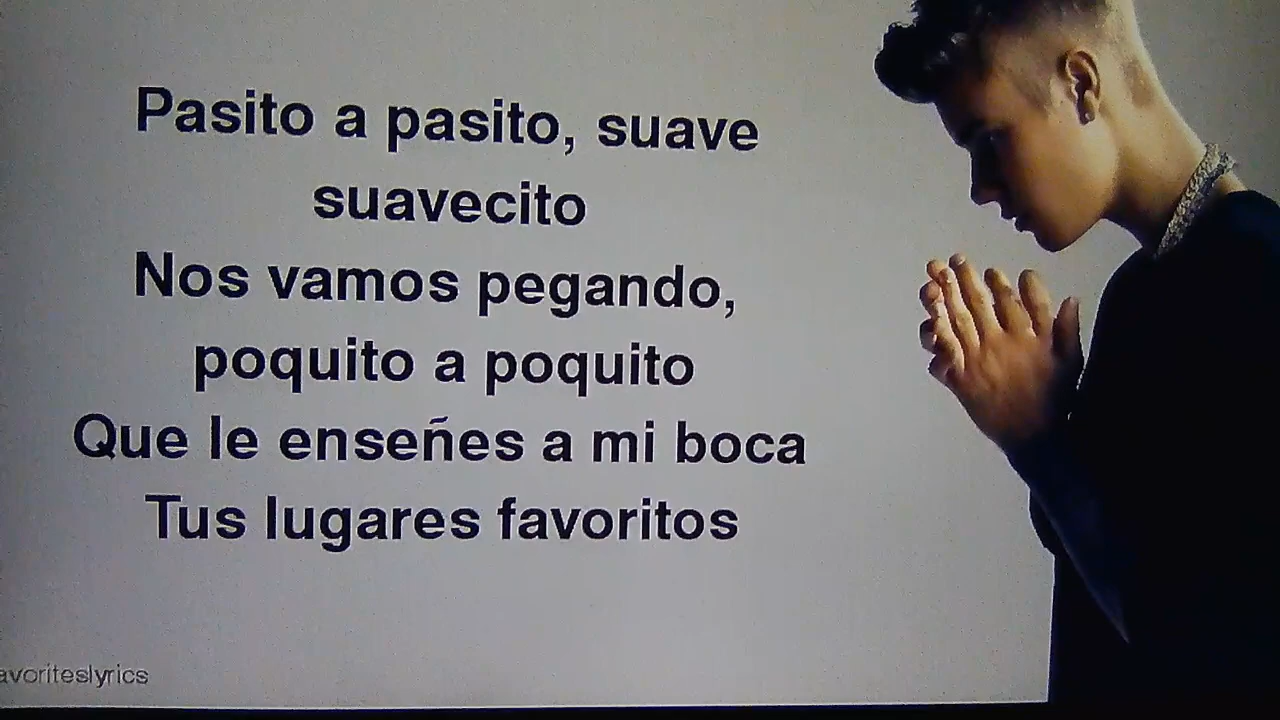 Pasito a pasito, suave
suavecito
Nos vamos pegando,
poquito a poquito
Que le enseñes a mi boca
Tus lugares favoritos
avoriteslyrics